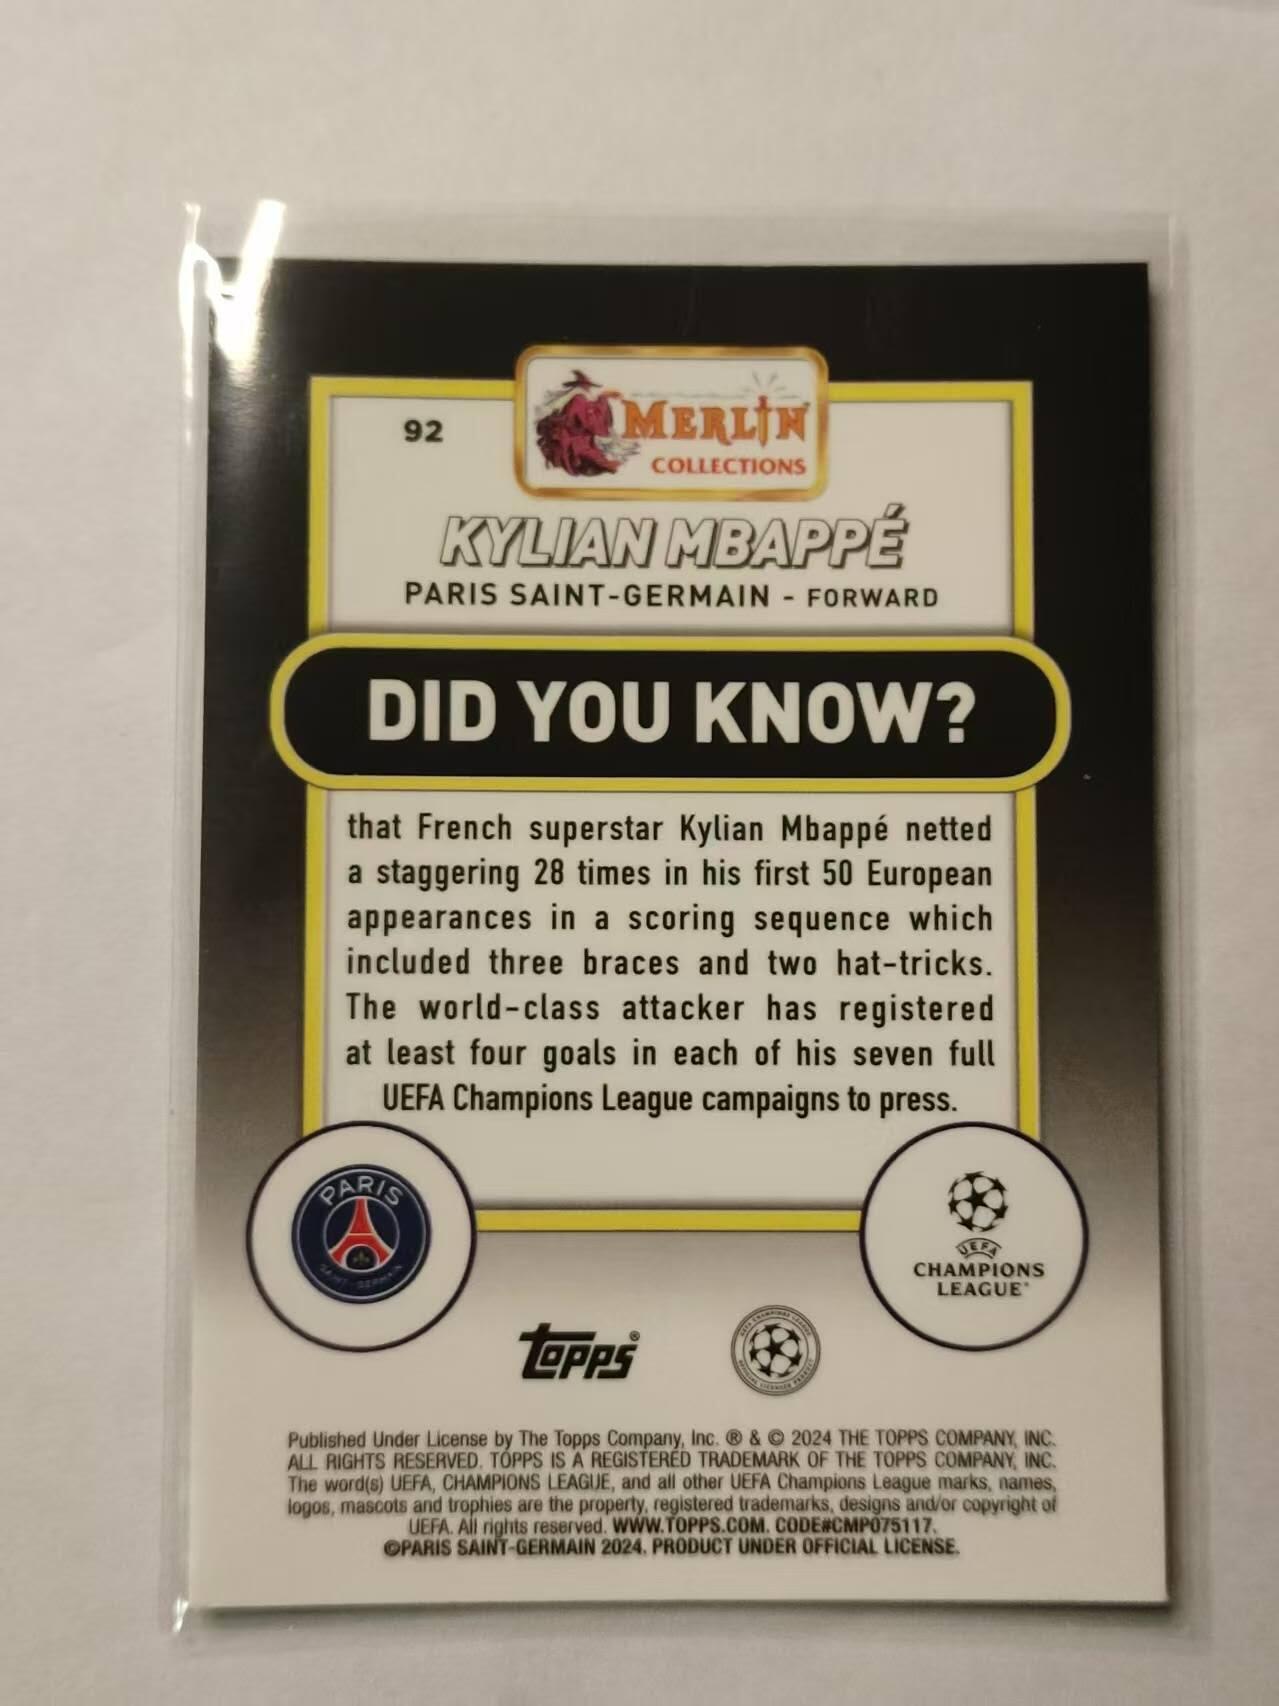 92
MERLIN
COLLECTIONS
KYLIAN MBAPPÉ
PARIS SAINT-GERMAIN - FORWARD
DID YOU KNOW?
that French superstar Kylian Mbappé netted
a staggering 28 times in his first 50 European
appearances in a scoring sequence which
included three braces and two hat-tricks.
The world-class attacker has registered
at least four goals in each of his seven full
UEFA Champions League campaigns to press.
PARIS
SAINT-GERMAIN
UEFA
CHAMPIONS
LEAGUE
Topps®
Published Under License by The Topps Company, Inc. ® & © 2024 THE TOPPS COMPANY, INC.
ALL RIGHTS RESERVED. TOPPS IS A REGISTERED TRADEMARK OF THE TOPPS COMPANY, INC.
The word(s) UEFA, CHAMPIONS LEAGUE, and all other UEFA Champions League marks, names,
logos, mascots and trophies are the property, registered trademarks, designs and/or copyright of
UEFA. All rights reserved. WWW.TOPPS.COM. CODE#CMP075117.
©PARIS SAINT-GERMAIN 2024. PRODUCT UNDER OFFICIAL LICENSE.